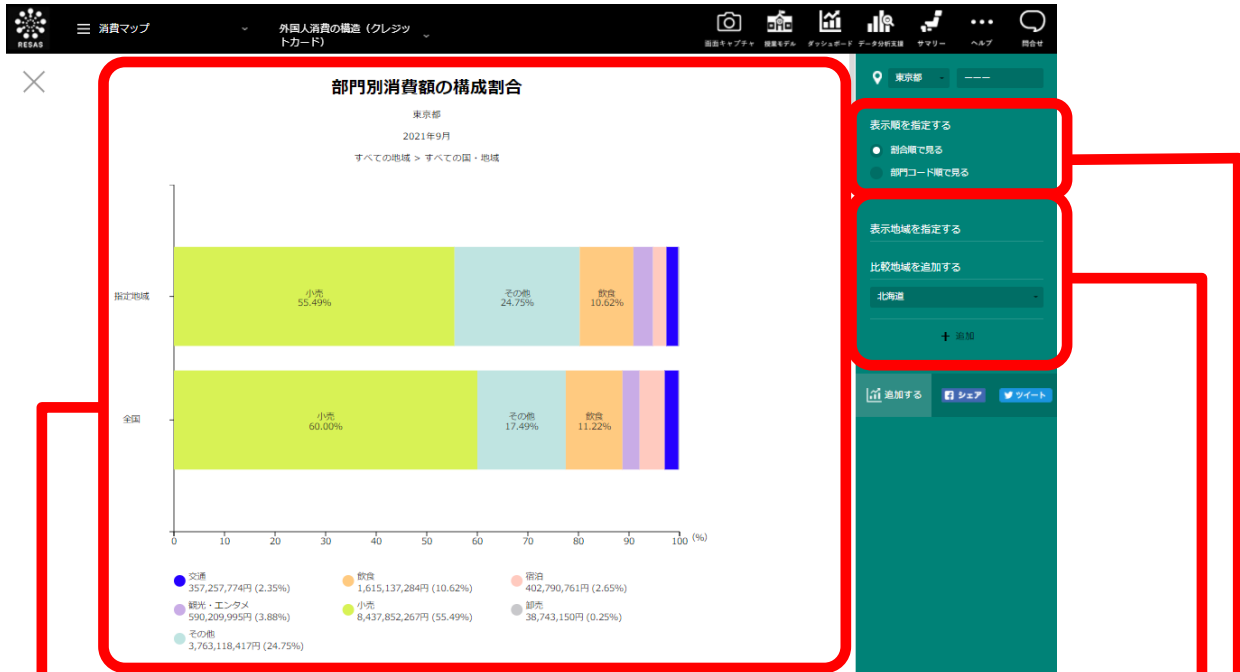 RESAS
消費マップ
外国人消費の構造（クレジットカード）
画面キャプチャ
授業モデル
ダッシュボード
データ分析支援
サマリー
ヘルプ
問合せ
部門別消費額の構成割合
東京都
2021年9月
すべての地域 > すべての国・地域
指定地域
小売
55.49%
その他
24.75%
飲食
10.62%
全国
小売
60.00%
その他
17.49%
飲食
11.22%
0 10 20 30 40 50 60 70 80 90 100 (%)
交通
357,257,774円 (2.35%)
飲食
1,615,137,284円 (10.62%)
宿泊
402,790,761円 (2.65%)
観光・エンタメ
590,209,995円 (3.88%)
小売
8,437,852,267円 (55.49%)
卸売
38,743,150円 (0.25%)
その他
3,763,118,417円 (24.75%)
東京都
---
表示順を指定する
割合順で見る
部門コード順で見る
表示地域を指定する
比較地域を追加する
北海道
+ 追加
追加する
シェア
ツイート